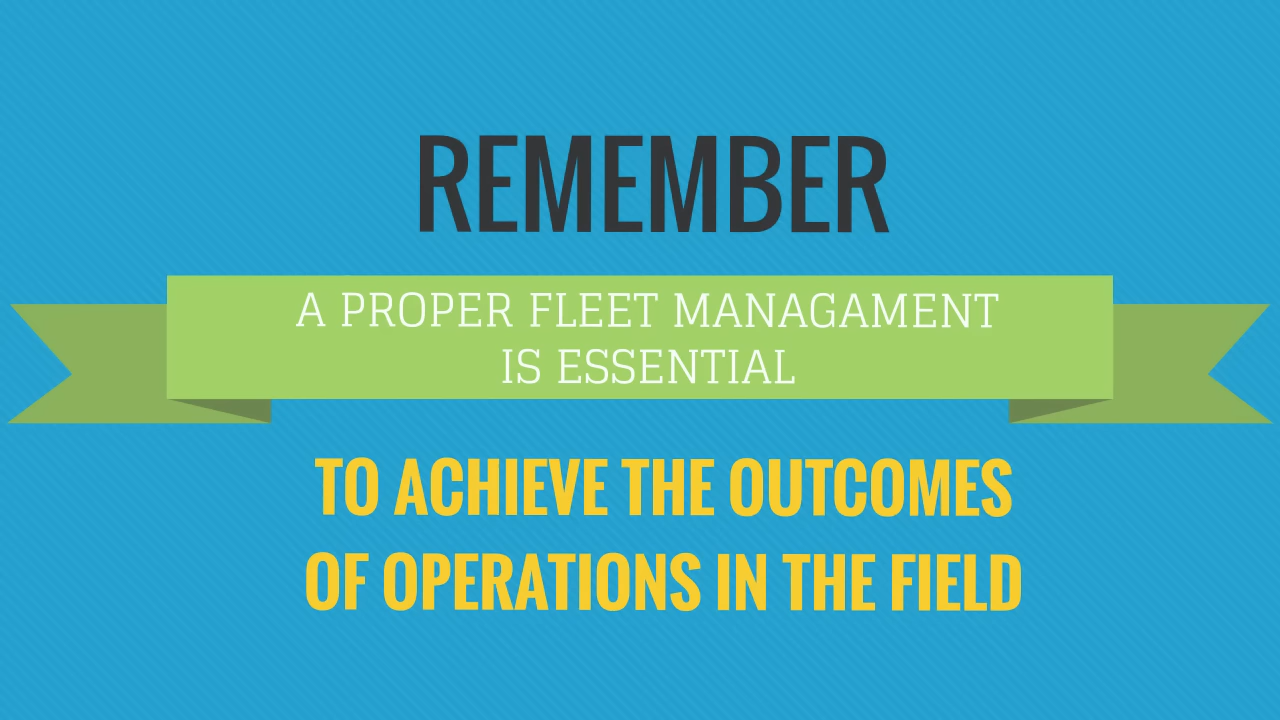 REMEMBER
A PROPER FLEET MANAGAMENT
IS ESSENTIAL
TO ACHIEVE THE OUTCOMES
OF OPERATIONS IN THE FIELD